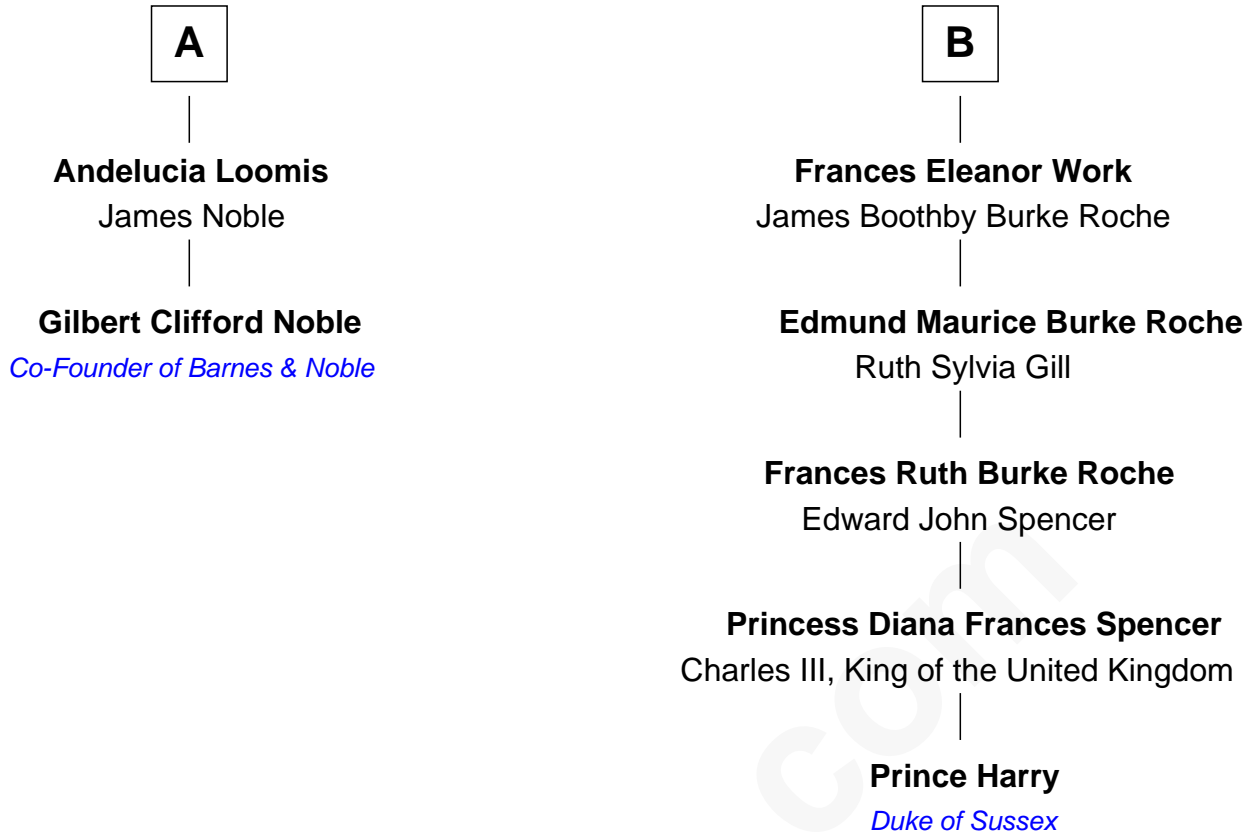 A
Andelucia Loomis
James Noble
Gilbert Clifford Noble
Co-Founder of Barnes & Noble
B
Frances Eleanor Work
James Boothby Burke Roche
Edmund Maurice Burke Roche
Ruth Sylvia Gill
Frances Ruth Burke Roche
Edward John Spencer
Princess Diana Frances Spencer
Charles III, King of the United Kingdom
Prince Harry
Duke of Sussex
com